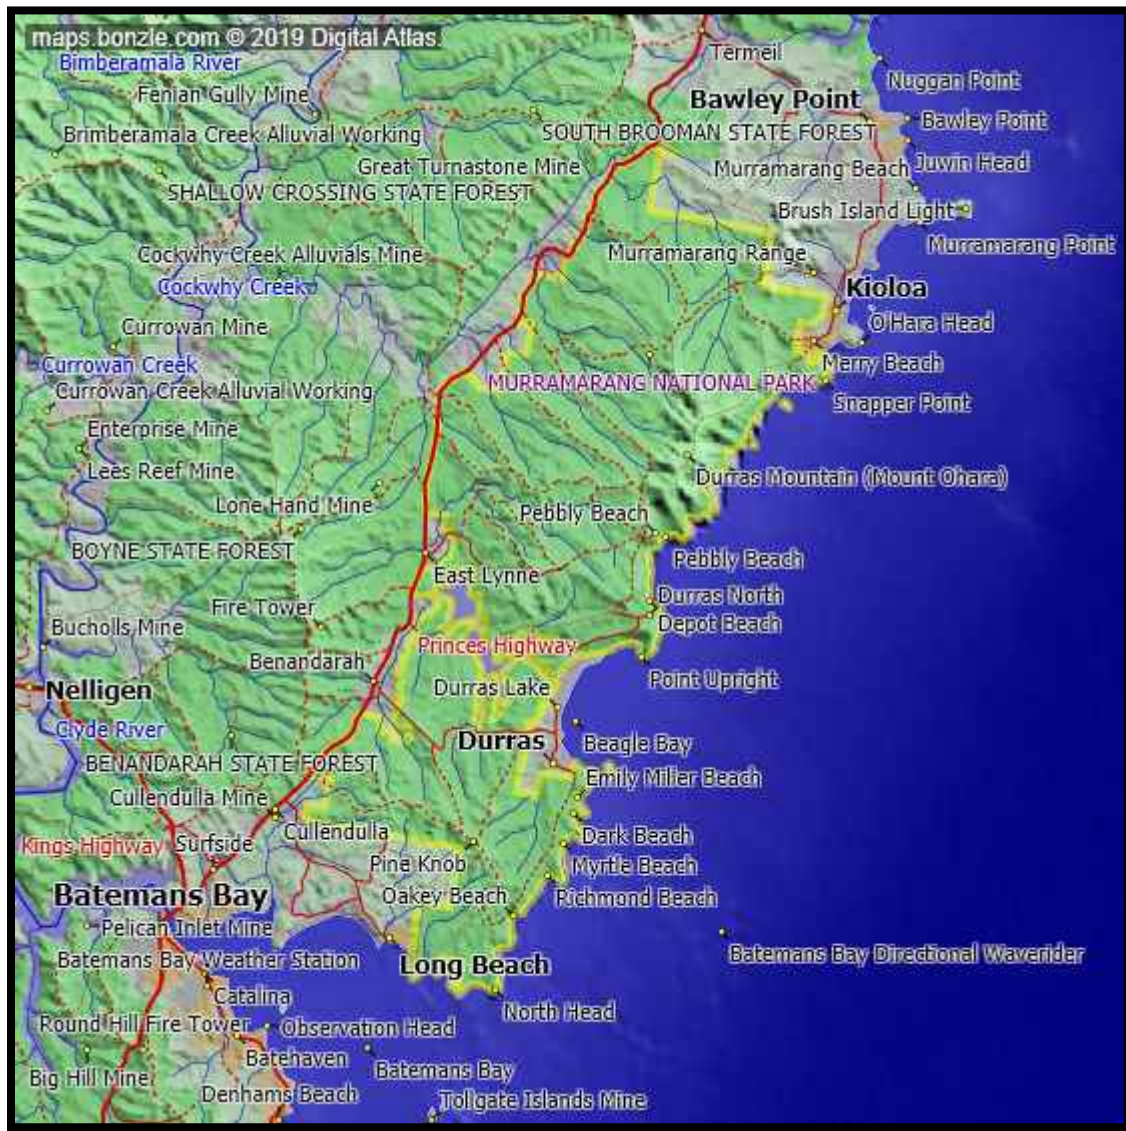 maps.bonzle.com © 2019 Digital Atlas.
Termeil
Bimberamala River
Nuggan Point
Fenian Gully Mine
Bawley Point
Bawley Point
Brimberamala Creek Alluvial Working
SOUTH BROOMAN STATE FOREST
Great Turnastone Mine
Murramarang Beach
Juwin Head
SHALLOW CROSSING STATE FOREST
Brush Island Light
Murramarang Point
Cockwhy Creek Alluvials Mine
Murramarang Range
Cockwhy Creek
Kioloa
Currowan Mine
O'Hara Head
Currowan Creek
Merry Beach
Currowan Creek Alluvial Working
MURRAMARANG NATIONAL PARK
Snapper Point
Enterprise Mine
Lees Reef Mine
Durras Mountain (Mount Ohara)
Lone Hand Mine
Pebbly Beach
BOYNE STATE FOREST
Pebbly Beach
East Lynne
Durras North
Fire Tower
Depot Beach
Bucholls Mine
Princes Highway
Benandarah
Point Upright
Nelligen
Durras Lake
Clyde River
Durras
Beagle Bay
BENANDARAH STATE FOREST
Emily Miller Beach
Cullendulla Mine
Cullendulla
Dark Beach
Kings Highway
Surfside
Pine Knob
Myrtle Beach
Batemans Bay
Oakey Beach
Richmond Beach
Pelican Inlet Mine
Batemans Bay Directional Waverider
Batemans Bay Weather Station
Long Beach
Catalina
North Head
Round Hill Fire Tower
Observation Head
Batehaven
Batemans Bay
Big Hill Mine
Denhams Beach
Tollgate Islands Mine